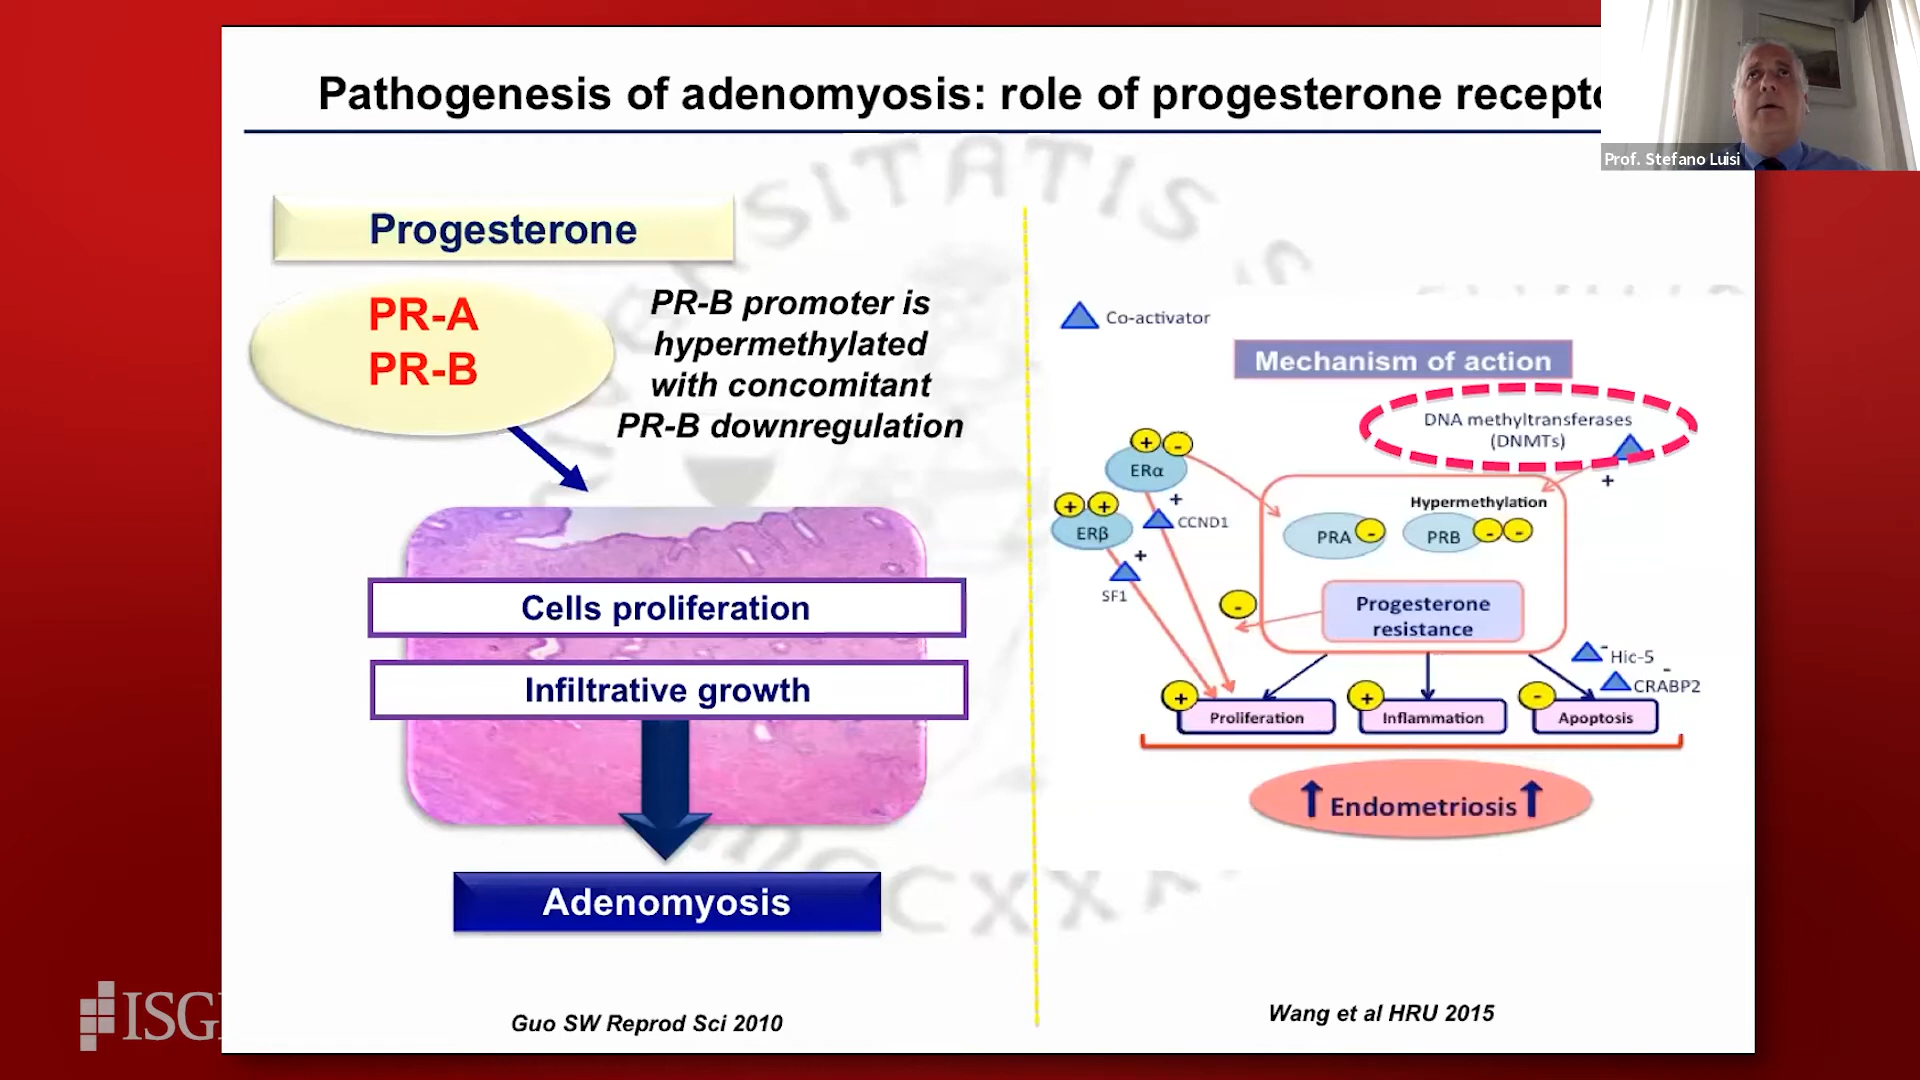 Pathogenesis of adenomyosis: role of progesterone
Prof. Stefano Luisi
Progesterone
PR-A
PR-B
PR-B promoter is
hypermethylated
with concomitant
PR-B downregulation
Cells proliferation
Infiltrative growth
Adenomyosis
Guo SW Reprod Sci 2010
Co-activator
Mechanism of action
DNA methyltransferases
(DNMTs)
+
+ -
ERα
+
CCND1
+ +
ERβ
+
SF1
Hypermethylation
PRA -
PRB - -
-
Progesterone
resistance
- Hic-5
- CRABP2
+ Proliferation
+ Inflammation
- Apoptosis
Endometriosis
Wang et al HRU 2015
SITATIS
CXXA